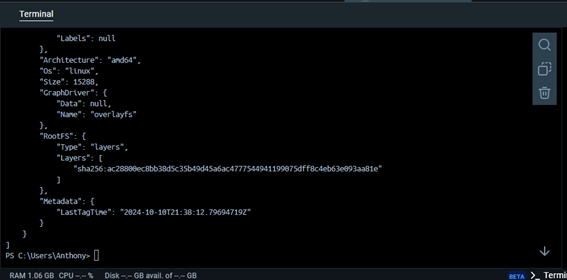 Terminal
"Labels": null
},
"Architecture": "amd64",
"Os": "linux",
"Size": 15288,
"GraphDriver": {
"Data": null,
"Name": "overlayfs"
},
"RootFS": {
"Type": "layers",
"Layers": [
"sha256:ac28800ec8bb38d5c35b49d45a6ac4777544941199075dff8c4eb63e093aa81e"
]
},
"Metadata": {
"LastTagTime": "2024-10-10T21:38:12.79694719Z"
}
}
]
PS C:\Users\Anthony>
RAM 1.06 GB CPU --.-- % Disk --.-- GB avail. of --.-- GB BETA >_ Termi